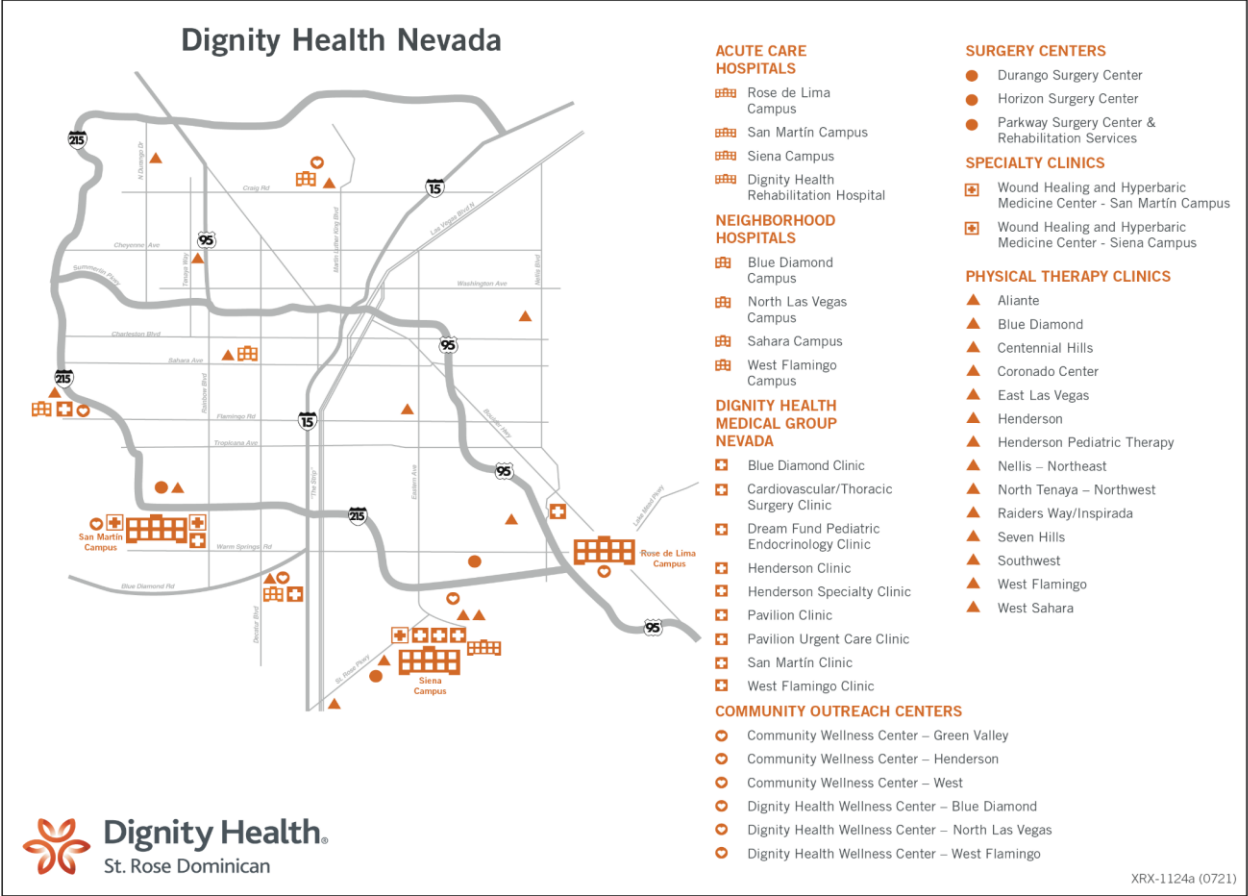 Dignity Health Nevada
215
N Durango Dr
Craig Rd
15
Las Vegas Blvd N
Martin Luther King Blvd
95
Cheyenne Ave
Tenaya Way
Summerlin Pkwy
Washington Ave
Nellis Blvd
Charleston Blvd
95
Sahara Ave
215
Rainbow Blvd
Flamingo Rd
15
Boulder Hwy
Tropicana Ave
95
"The Strip"
Eastern Ave
Lake Mead Pkwy
215
San Martín
Campus
Warm Springs Rd
Rose de Lima
Campus
Blue Diamond Rd
Decatur Blvd
95
St. Rose Pkwy
Siena
Campus
ACUTE CARE
HOSPITALS
Rose de Lima
Campus
San Martín Campus
Siena Campus
Dignity Health
Rehabilitation Hospital
NEIGHBORHOOD
HOSPITALS
Blue Diamond
Campus
North Las Vegas
Campus
Sahara Campus
West Flamingo
Campus
DIGNITY HEALTH
MEDICAL GROUP
NEVADA
Blue Diamond Clinic
Cardiovascular/Thoracic
Surgery Clinic
Dream Fund Pediatric
Endocrinology Clinic
Henderson Clinic
Henderson Specialty Clinic
Pavilion Clinic
Pavilion Urgent Care Clinic
San Martín Clinic
West Flamingo Clinic
COMMUNITY OUTREACH CENTERS
Community Wellness Center – Green Valley
Community Wellness Center – Henderson
Community Wellness Center – West
Dignity Health Wellness Center – Blue Diamond
Dignity Health Wellness Center – North Las Vegas
Dignity Health Wellness Center – West Flamingo
SURGERY CENTERS
Durango Surgery Center
Horizon Surgery Center
Parkway Surgery Center &
Rehabilitation Services
SPECIALTY CLINICS
Wound Healing and Hyperbaric
Medicine Center - San Martín Campus
Wound Healing and Hyperbaric
Medicine Center - Siena Campus
PHYSICAL THERAPY CLINICS
Aliante
Blue Diamond
Centennial Hills
Coronado Center
East Las Vegas
Henderson
Henderson Pediatric Therapy
Nellis – Northeast
North Tenaya – Northwest
Raiders Way/Inspirada
Seven Hills
Southwest
West Flamingo
West Sahara
Dignity Health®
St. Rose Dominican
XRX-1124a (0721)